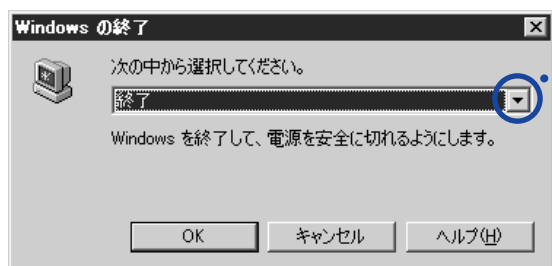 Windows の終了
次の中から選択してください。
終了
Windows を終了して、電源を安全に切れるようにします。
OK キャンセル ヘルプ(H)